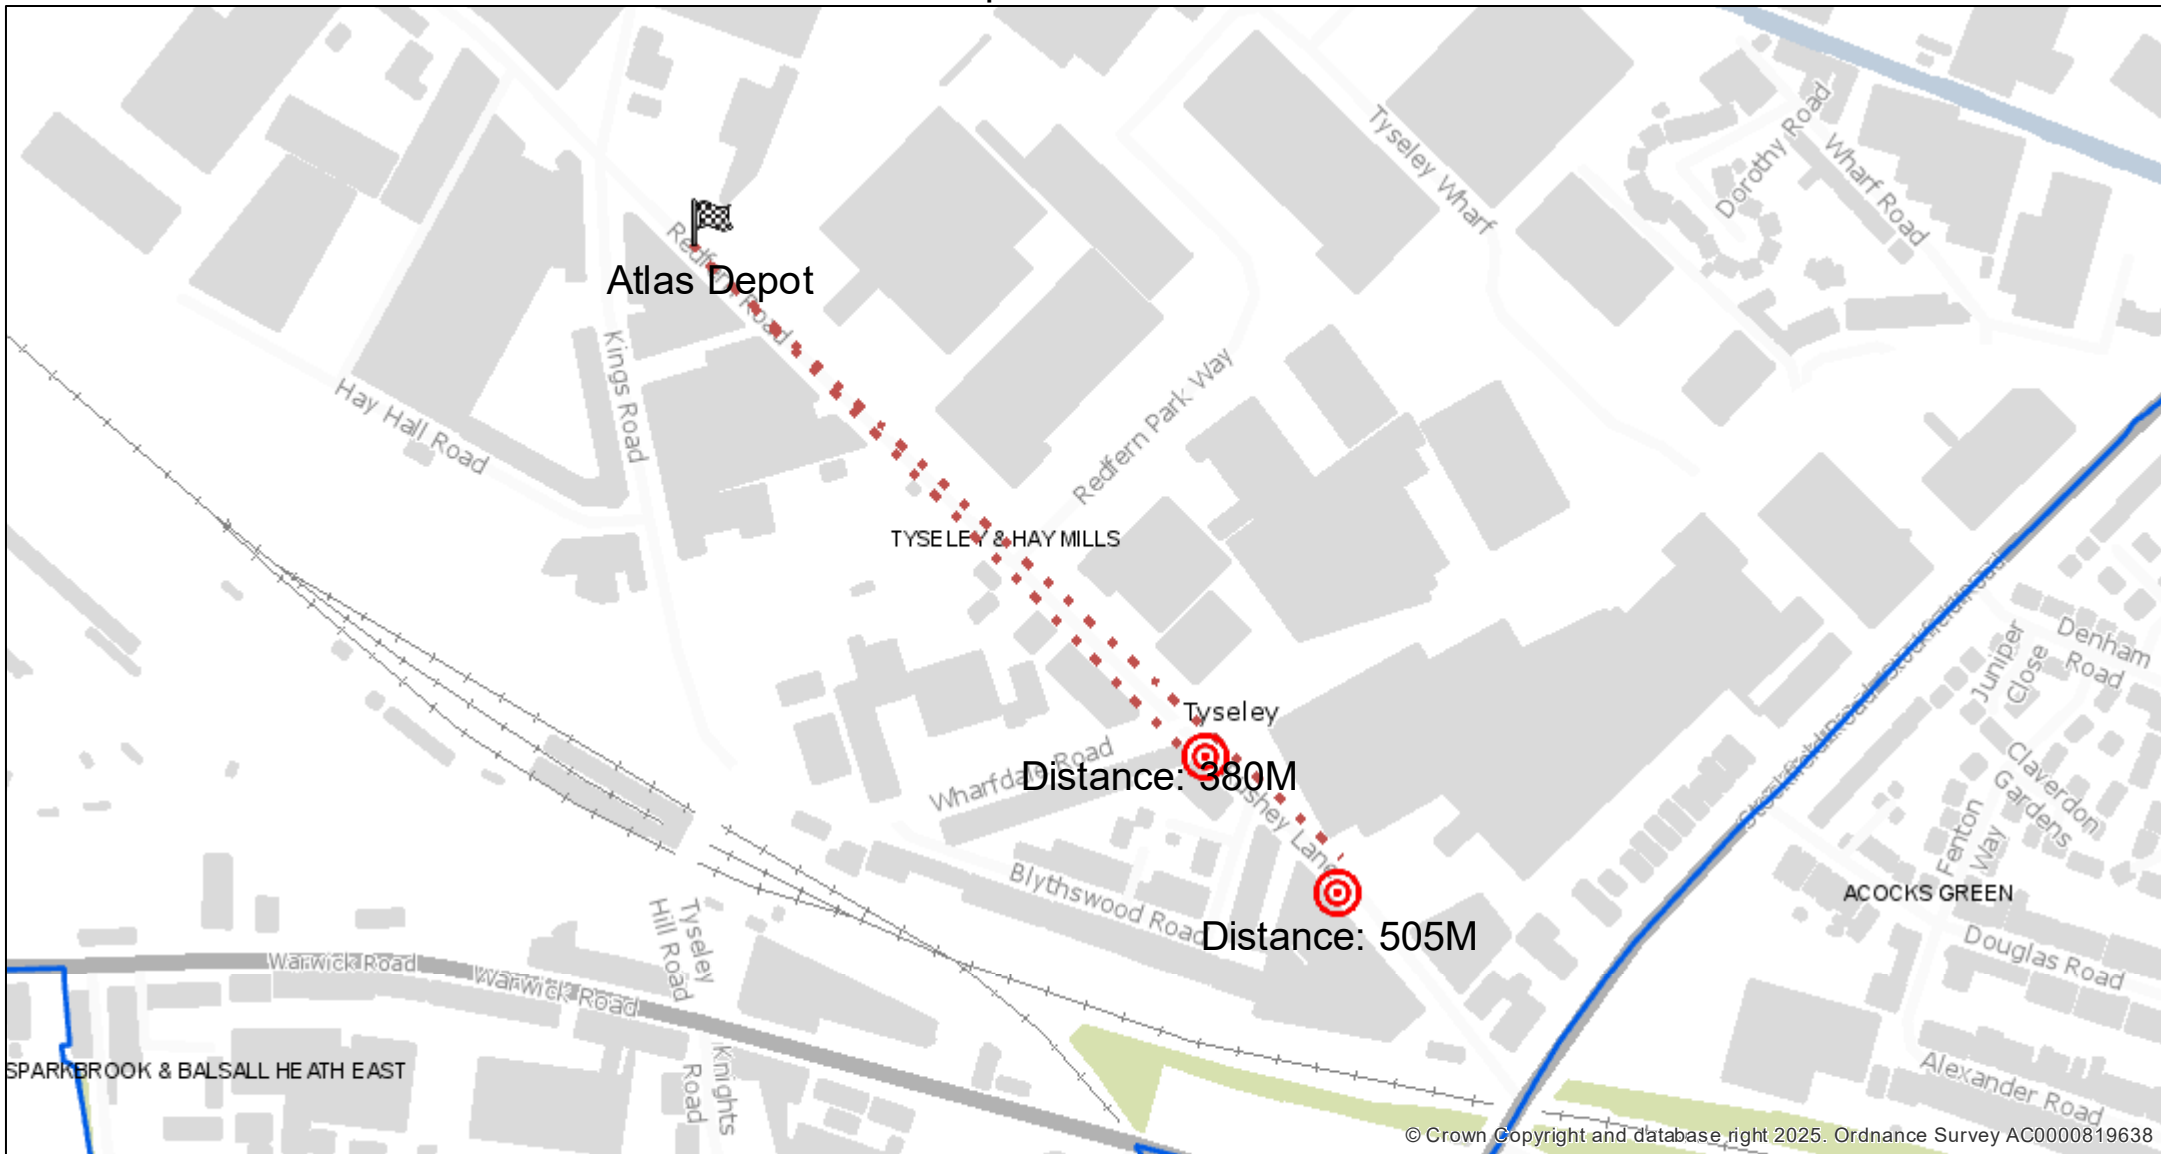 Tyseley Wharf
Dorothy Road
Wharf Road
Redfern Road
Atlas Depot
Kings Road
Hay Hall Road
Redfern Park Way
TYSELEY & HAY MILLS
Tyseley
Wharfdale Road
Distance: 380M
Blythswood Road
Distance: 505M
Juniper
Close
Denham
Road
Claverdon
Gardens
Fenton
Way
ACOCKS GREEN
Douglas Road
Alexander Road
Tyseley
Hill Road
Warwick Road
Warwick Road
Knights
Road
SPARKBROOK & BALSALL HEATH EAST
© Crown Copyright and database right 2025. Ordnance Survey AC0000819638